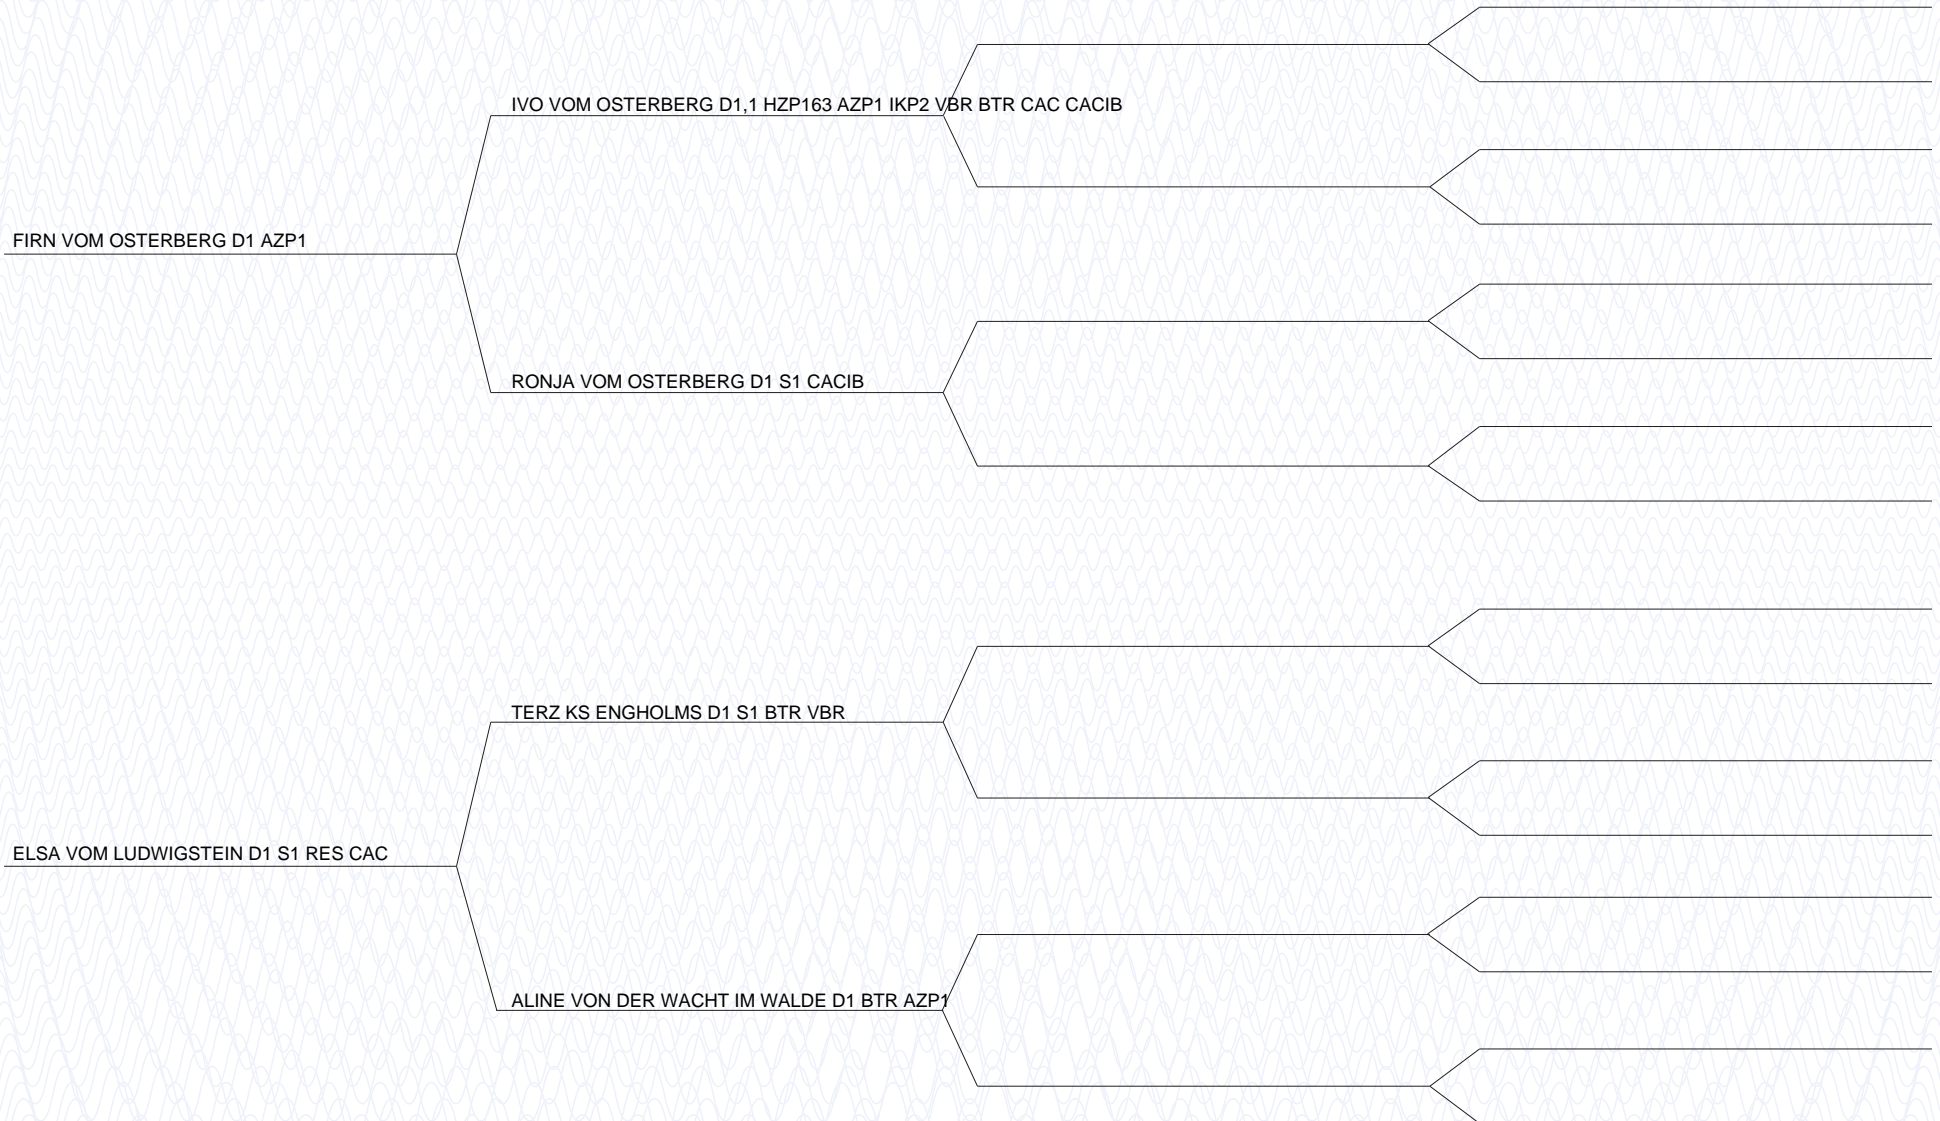 IVO VOM OSTERBERG D1,1 HZP163 AZP1 IKP2 VBR BTR CAC CACIB
FIRN VOM OSTERBERG D1 AZP1
RONJA VOM OSTERBERG D1 S1 CACIB
TERZ KS ENGHOLMS D1 S1 BTR VBR
ELSA VOM LUDWIGSTEIN D1 S1 RES CAC
ALINE VON DER WACHT IM WALDE D1 BTR AZP1